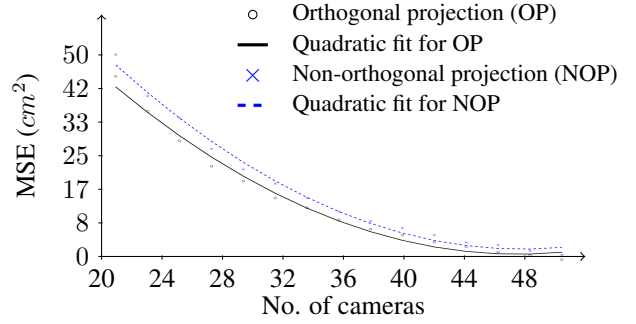 Orthogonal projection (OP)
Quadratic fit for OP
Non-orthogonal projection (NOP)
Quadratic fit for NOP
MSE (cm²)
50
42
33
25
17
8
0
20 24 28 32 36 40 44 48
No. of cameras